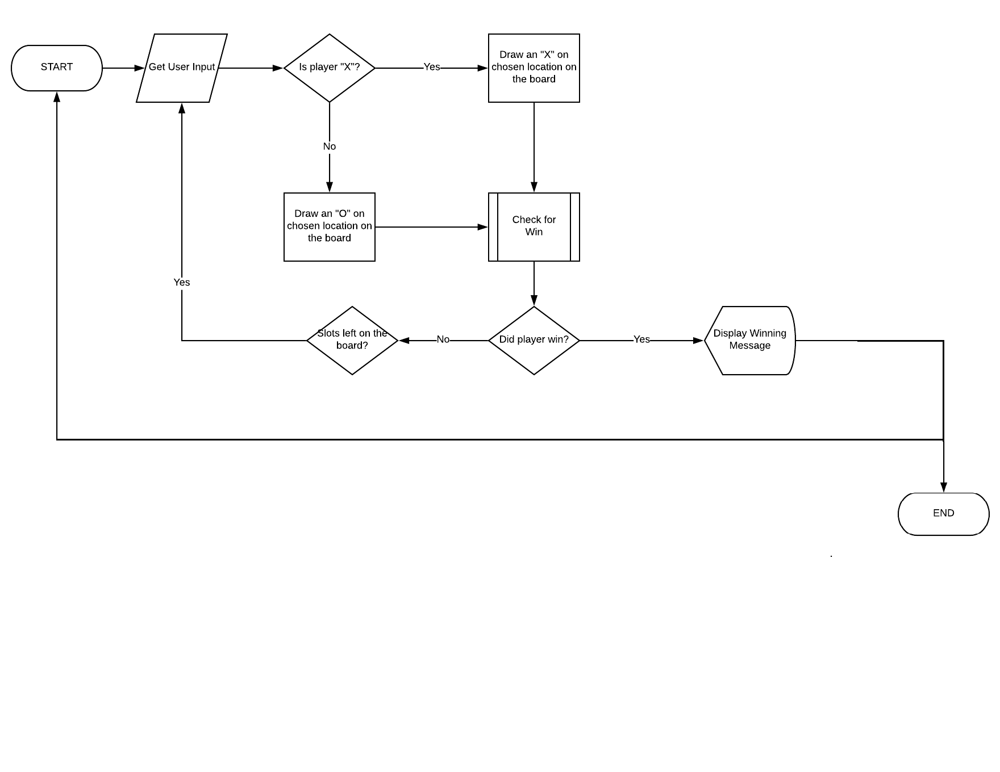 START
Get User Input
Is player "X"?
Yes
Draw an "X" on
chosen location on
the board
No
Draw an "O" on
chosen location on
the board
Check for
Win
Yes
Slots left on the
board?
No
Did player win?
Yes
Display Winning
Message
END
.